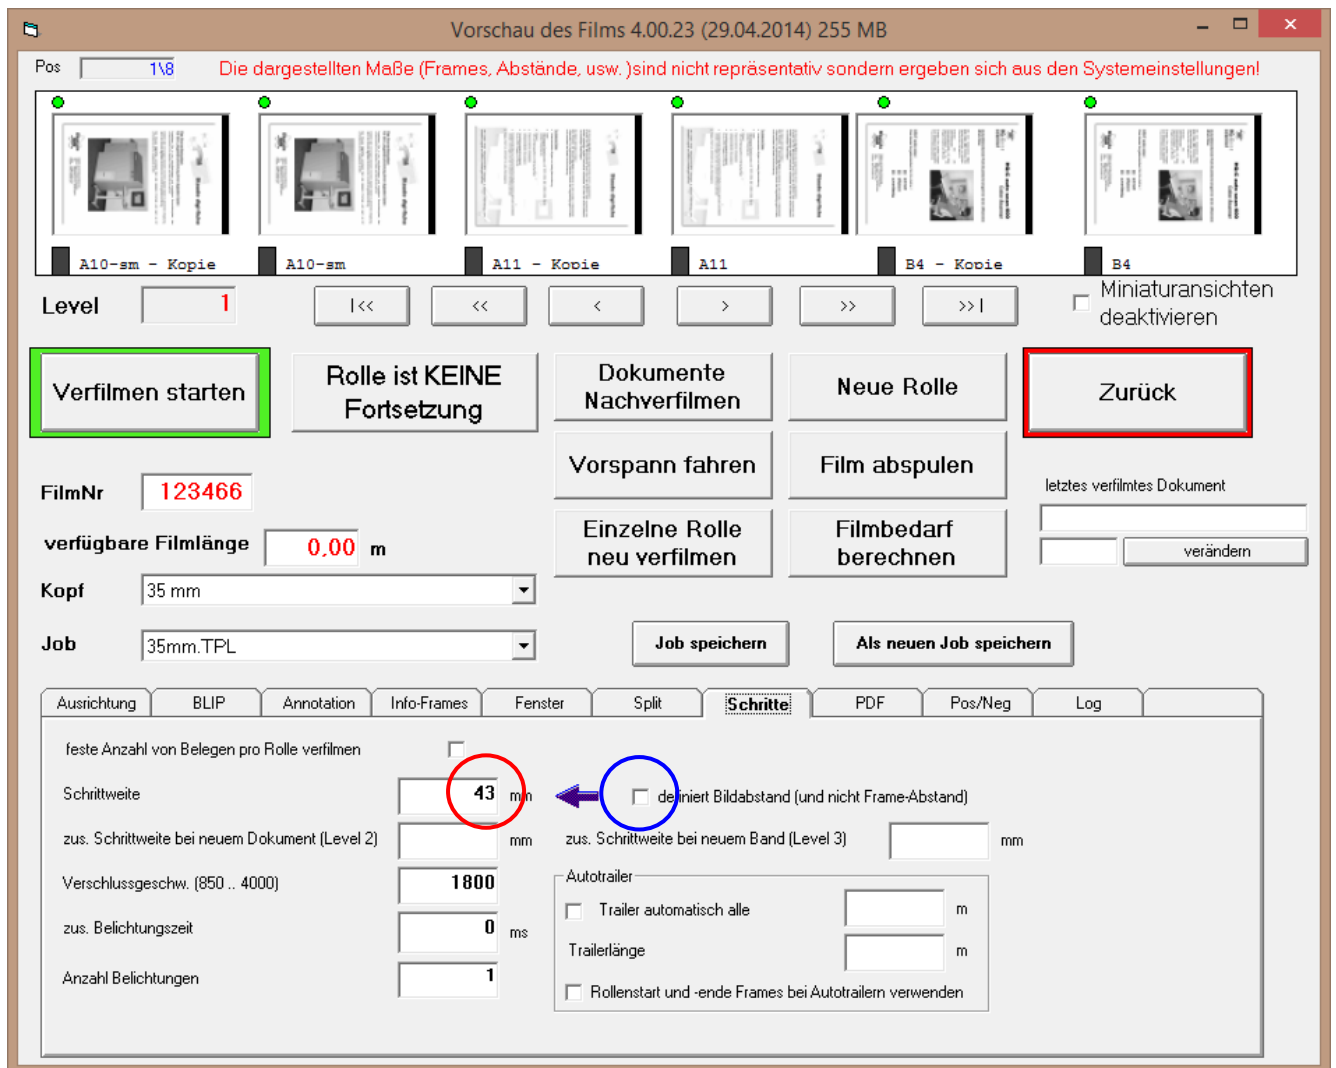 Vorschau des Films 4.00.23 (29.04.2014) 255 MB
Pos 1\8 Die dargestellten Maße (Frames, Abstände, usw. )sind nicht repräsentativ sondern ergeben sich aus den Systemeinstellungen!
A10-sm - Kopie A10-sm A11 - Kopie A11 B4 - Kopie B4
Level 1 |<< << < > >> >>| Miniaturansichten
deaktivieren
Verfilmen starten
Rolle ist KEINE
Fortsetzung
Dokumente
Nachverfilmen
Neue Rolle
Zurück
Vorspann fahren
Film abspulen
FilmNr 123466
letztes verfilmtes Dokument
verfügbare Filmlänge 0,00 m
Einzelne Rolle
neu verfilmen
Filmbedarf
berechnen
verändern
Kopf 35 mm
Job 35mm.TPL
Job speichern
Als neuen Job speichern
Ausrichtung BLIP Annotation Info-Frames Fenster Split Schritte PDF Pos/Neg Log
feste Anzahl von Belegen pro Rolle verfilmen
Schrittweite 43 mm definiert Bildabstand (und nicht Frame-Abstand)
zus. Schrittweite bei neuem Dokument (Level 2) mm zus. Schrittweite bei neuem Band (Level 3) mm
Verschlussgeschw. (850 .. 4000) 1800
Autotrailer
Trailer automatisch alle m
zus. Belichtungszeit 0 ms
Trailerlänge m
Anzahl Belichtungen 1
Rollenstart und -ende Frames bei Autotrailern verwenden